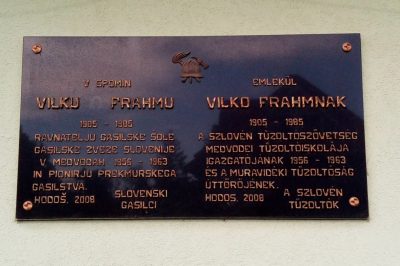 V SPOMIN
VILKU FRAHMU
1905 - 1985
RAVNATELJU GASILSKE ŠOLE
GASILSKE ZVEZE SLOVENIJE
V MEDVODAH, 1956 - 1963
IN PIONIRJU PREKMURSKEGA
GASILSTVA.
HODOŠ, 2008 SLOVENSKI
GASILCI
EMLÉKÜL
VILKO FRAHMNAK
1905 - 1985
A SZLOVÉN TŰZOLTÓSZÖVETSÉG
MEDVODEI TŰZOLTÓISKOLÁJA
IGAZGATÓJÁNAK 1956 - 1963
ÉS A MURAVIDÉKI TŰZOLTÓSÁG
ÚTTÖRŐJÉNEK.
HODOS, 2008 A SZLOVÉN
TŰZOLTÓK